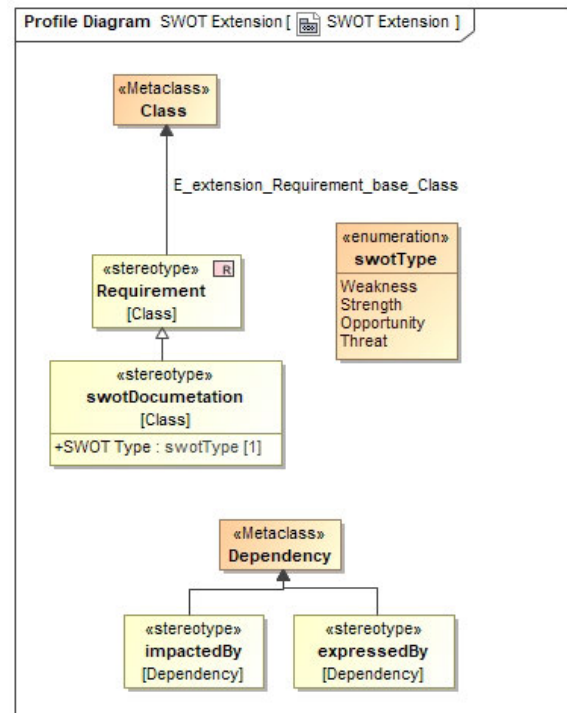 Profile Diagram SWOT Extension [ SWOT Extension ]
«Metaclass»
Class
E_extension_Requirement_base_Class
«stereotype» R
Requirement
[Class]
«enumeration»
swotType
Weakness
Strength
Opportunity
Threat
«stereotype»
swotDocumetation
[Class]
+SWOT Type : swotType [1]
«Metaclass»
Dependency
«stereotype»
impactedBy
[Dependency]
«stereotype»
expressedBy
[Dependency]